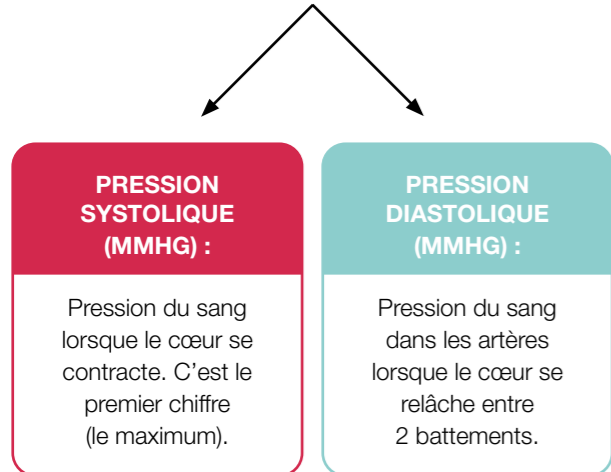 PRESSION
SYSTOLIQUE
(MMHG) :
Pression du sang
lorsque le cœur se
contracte. C’est le
premier chiffre
(le maximum).
PRESSION
DIASTOLIQUE
(MMHG) :
Pression du sang
dans les artères
lorsque le cœur se
relâche entre
2 battements.